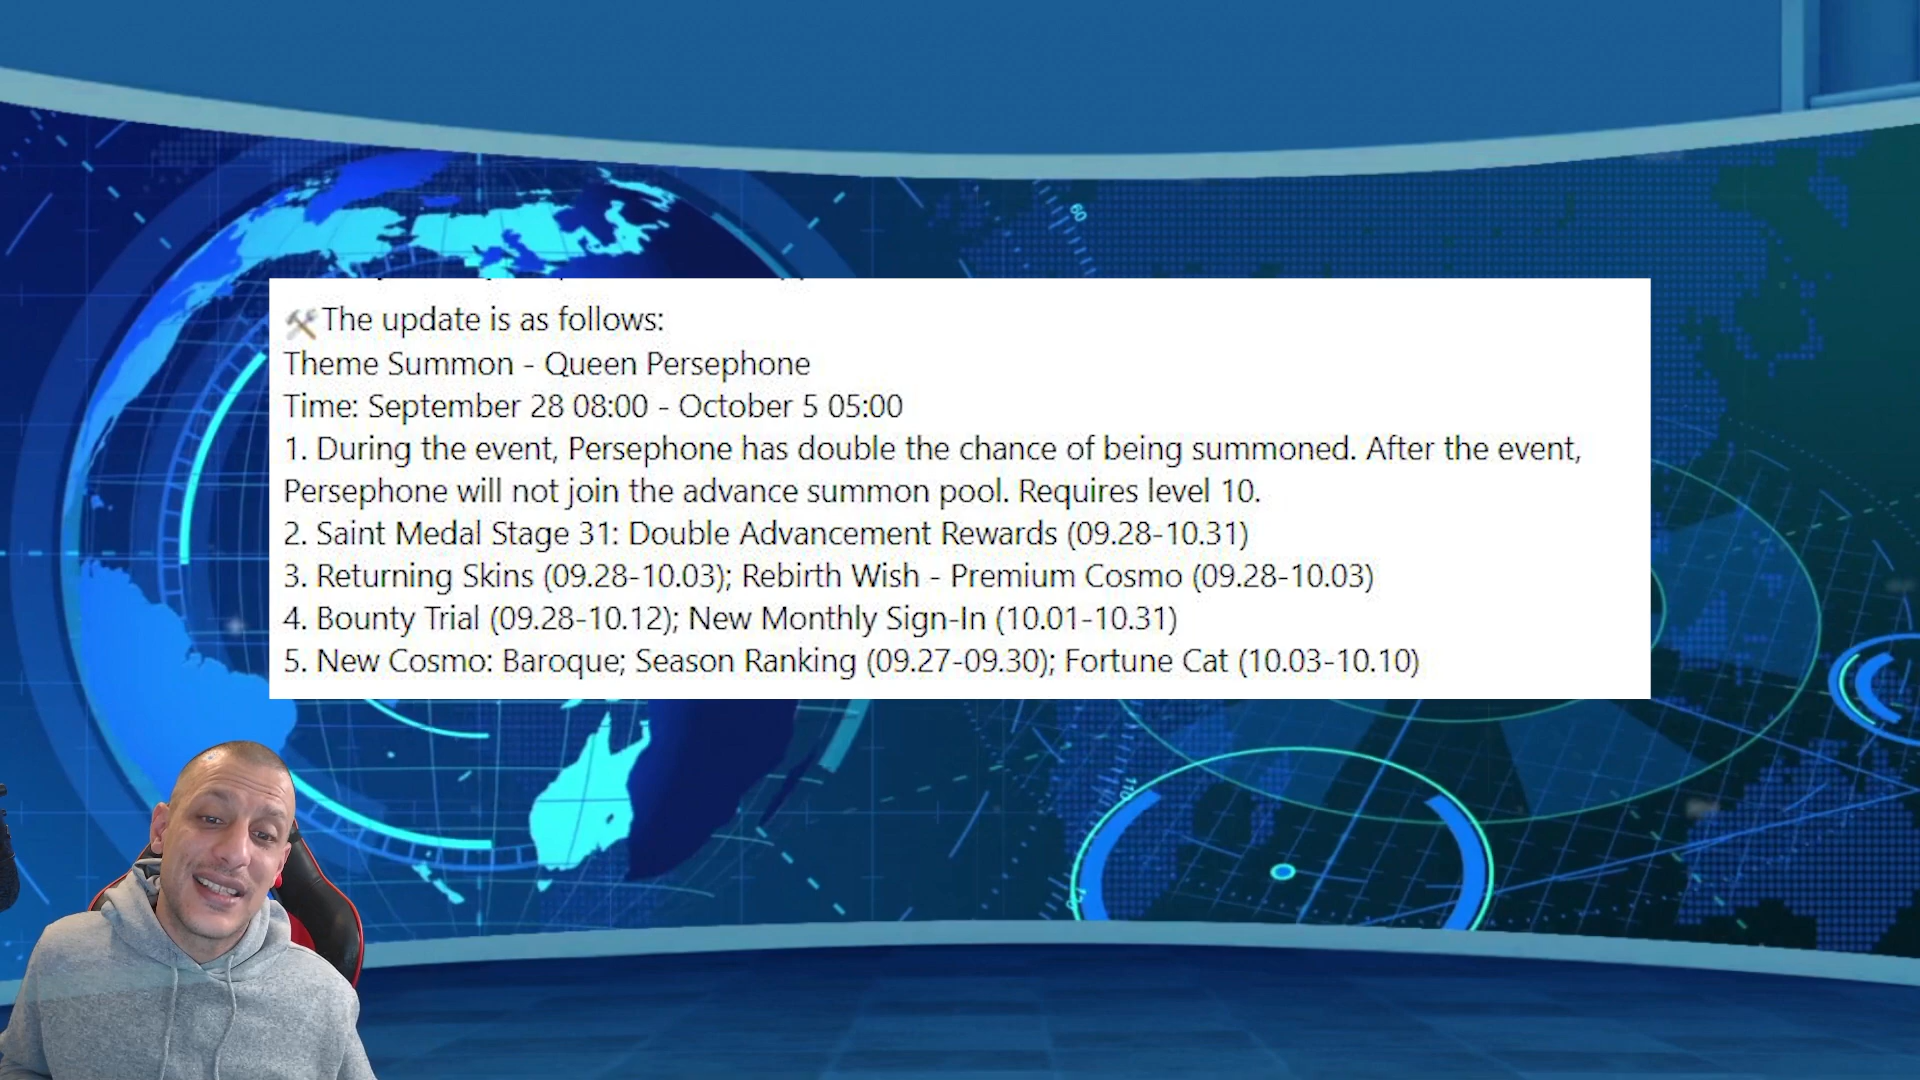 The update is as follows:
Theme Summon - Queen Persephone
Time: September 28 08:00 - October 5 05:00
1. During the event, Persephone has double the chance of being summoned. After the event,
Persephone will not join the advance summon pool. Requires level 10.
2. Saint Medal Stage 31: Double Advancement Rewards (09.28-10.31)
3. Returning Skins (09.28-10.03); Rebirth Wish - Premium Cosmo (09.28-10.03)
4. Bounty Trial (09.28-10.12); New Monthly Sign-In (10.01-10.31)
5. New Cosmo: Baroque; Season Ranking (09.27-09.30); Fortune Cat (10.03-10.10)
60
110